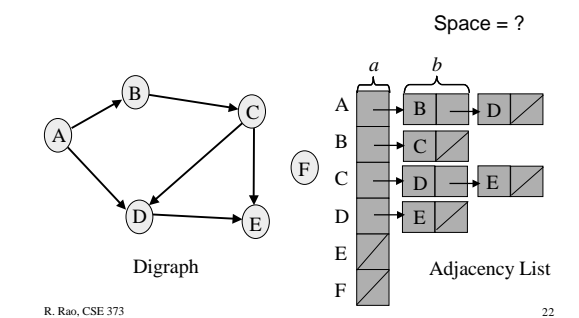 Space = ?
a b
A B D
B C
C D E
D E
E
F
A
B
C
D
E
F
Digraph
Adjacency List
R. Rao, CSE 373
22